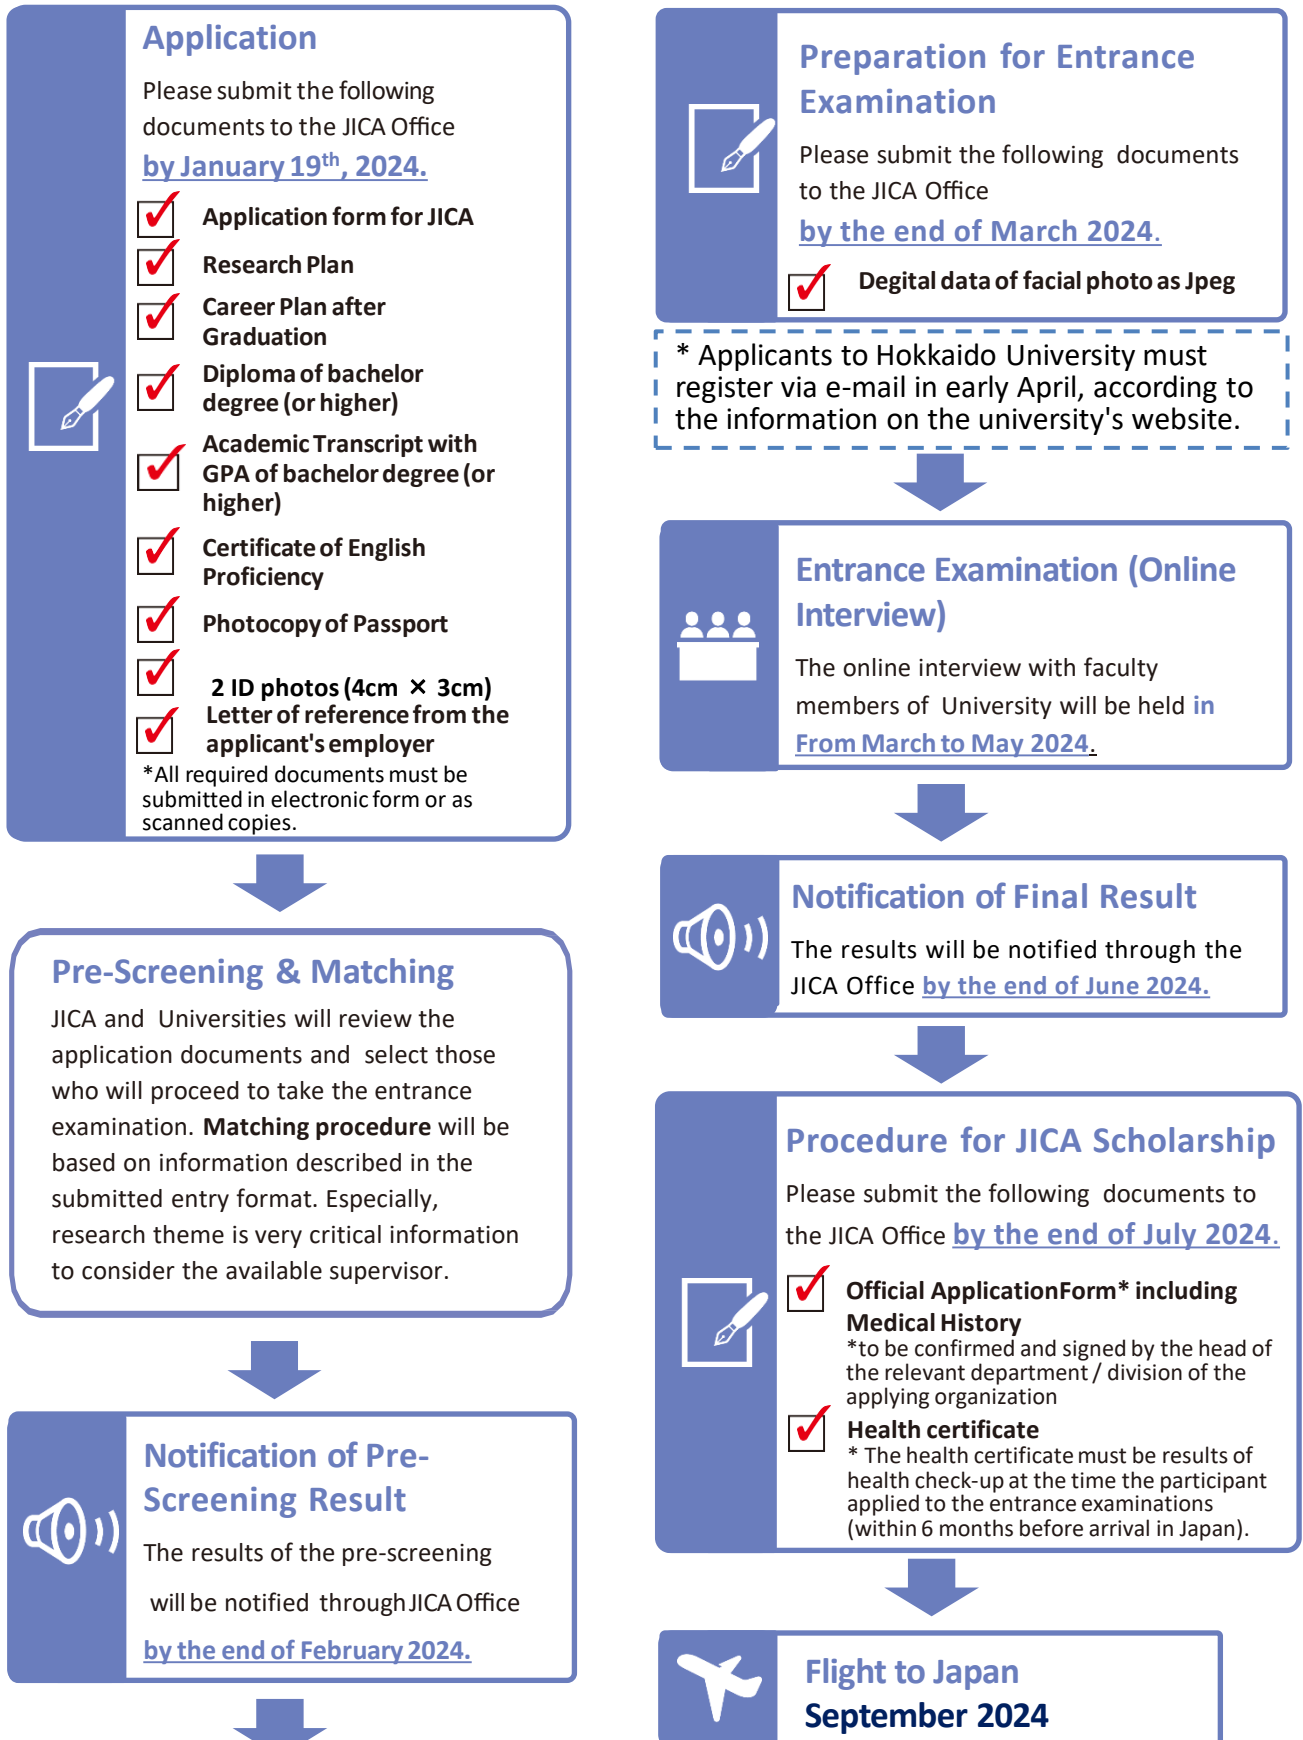 Application
Please submit the following
documents to the JICA Office
by January 19th, 2024.
Application form for JICA
Research Plan
Career Plan after
Graduation
Diploma of bachelor
degree (or higher)
Academic Transcript with
GPA of bachelor degree (or
higher)
Certificate of English
Proficiency
Photocopy of Passport
2 ID photos (4cm × 3cm)
Letter of reference from the
applicant's employer
*All required documents must be
submitted in electronic form or as
scanned copies.
Pre-Screening & Matching
JICA and Universities will review the
application documents and select those
who will proceed to take the entrance
examination. Matching procedure will be
based on information described in the
submitted entry format. Especially,
research theme is very critical information
to consider the available supervisor.
Notification of Pre-
Screening Result
The results of the pre-screening
will be notified through JICA Office
by the end of February 2024.
Preparation for Entrance
Examination
Please submit the following documents
to the JICA Office
by the end of March 2024.
Degital data of facial photo as Jpeg
* Applicants to Hokkaido University must
register via e-mail in early April, according to
the information on the university's website.
Entrance Examination (Online
Interview)
The online interview with faculty
members of University will be held in
From March to May 2024.
Notification of Final Result
The results will be notified through the
JICA Office by the end of June 2024.
Procedure for JICA Scholarship
Please submit the following documents to
the JICA Office by the end of July 2024.
Official ApplicationForm* including
Medical History
*to be confirmed and signed by the head of
the relevant department / division of the
applying organization
Health certificate
* The health certificate must be results of
health check-up at the time the participant
applied to the entrance examinations
(within 6 months before arrival in Japan).
Flight to Japan
September 2024